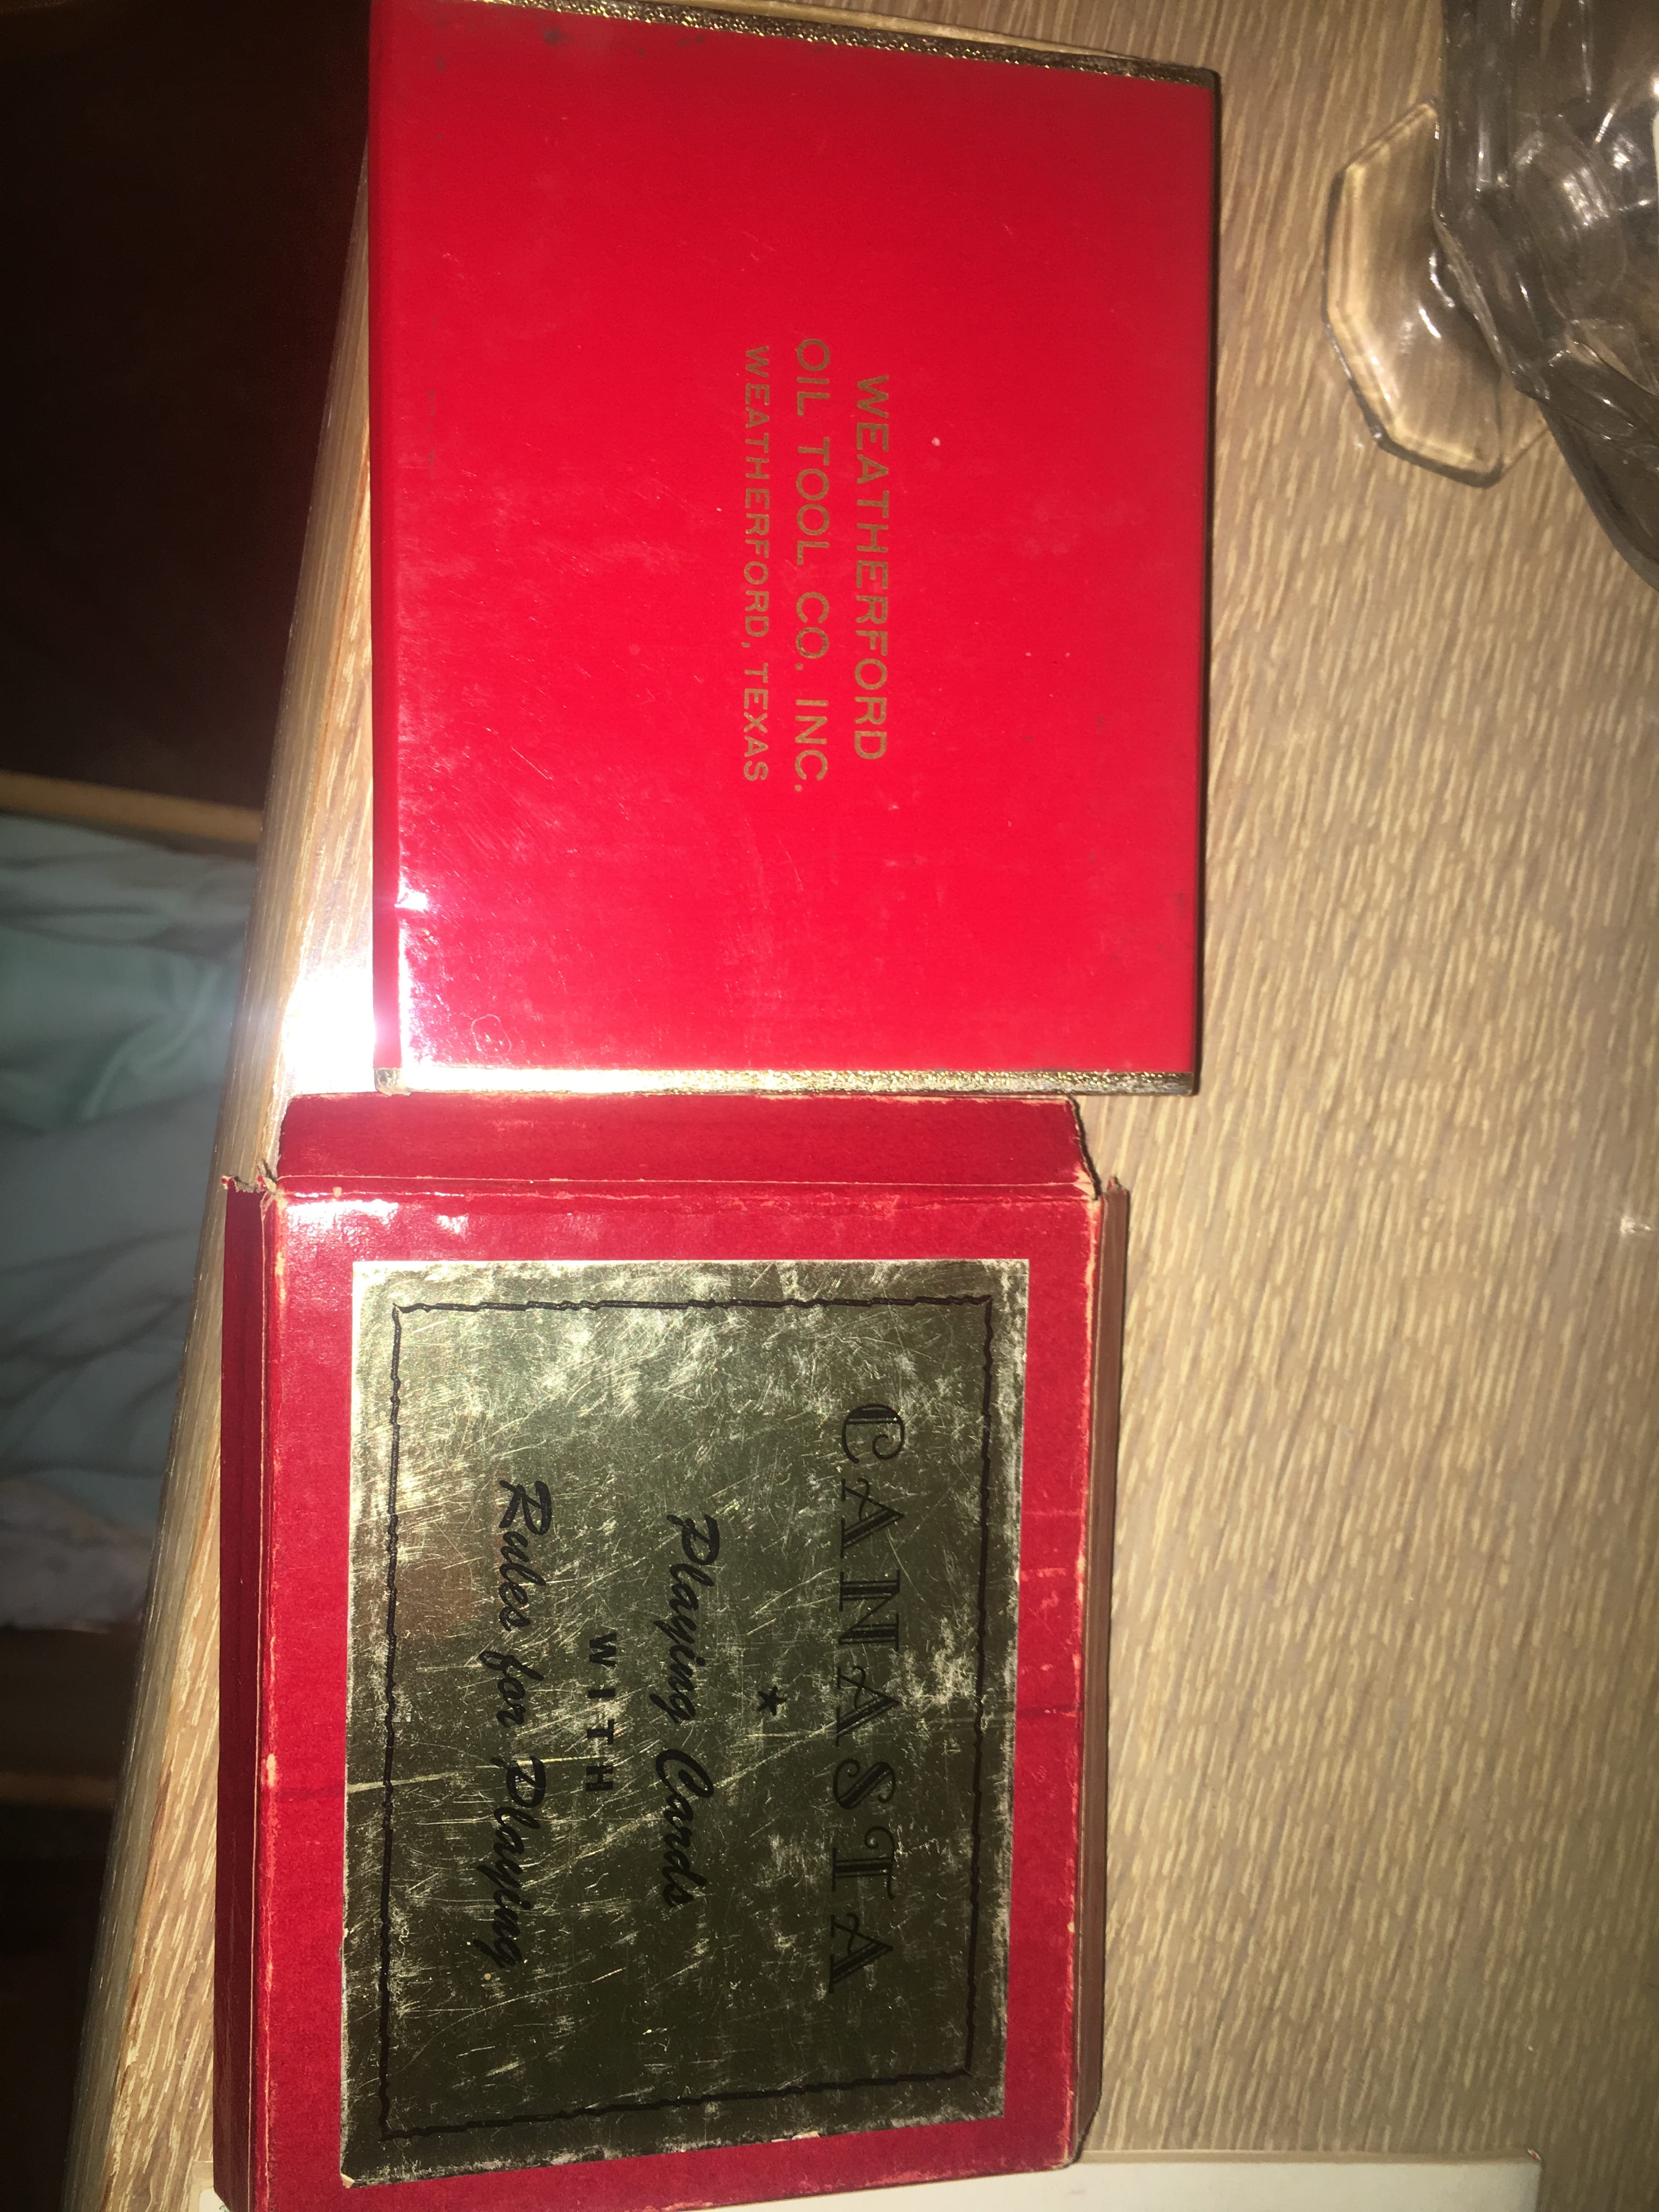 WEATHERFORD
OIL TOOL CO. INC.
WEATHERFORD, TEXAS
CANASTA
Playing Cards
WITH
Rules for Playing